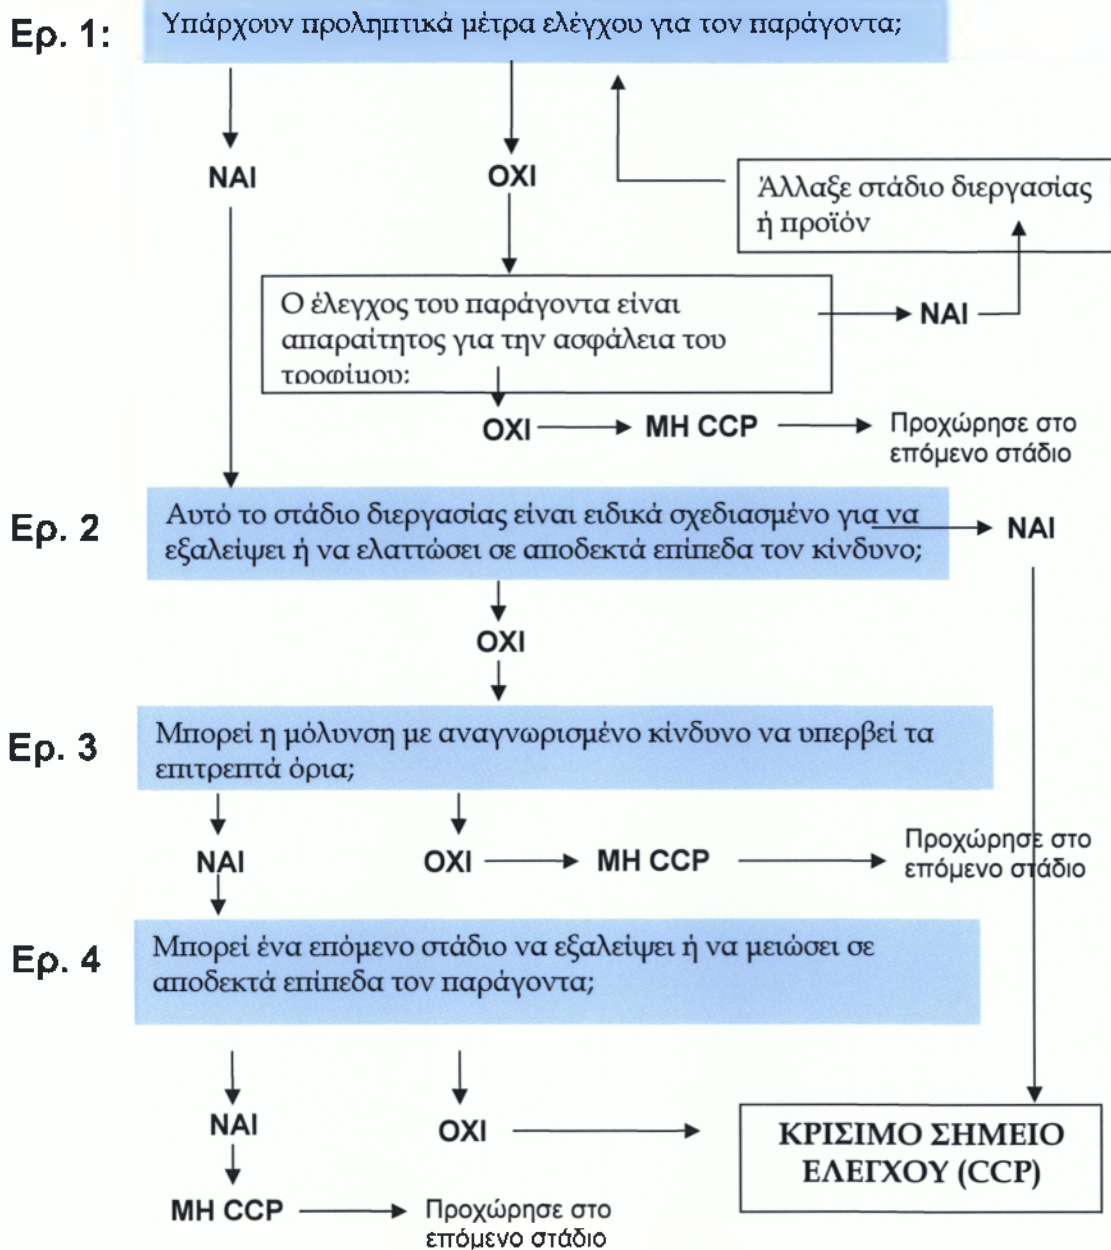 Ερ. 1:
Υπάρχουν προληπτικά μέτρα ελέγχου για τον παράγοντα;
ΝΑΙ
ΟΧΙ
Άλλαξε στάδιο διεργασίας
ή προϊόν
Ο έλεγχος του παράγοντα είναι
απαραίτητος για την ασφάλεια του
τροφίμου;
ΝΑΙ
ΟΧΙ
ΜΗ CCP
Προχώρησε στο
επόμενο στάδιο
Ερ. 2
Αυτό το στάδιο διεργασίας είναι ειδικά σχεδιασμένο για να
εξαλείψει ή να ελαττώσει σε αποδεκτά επίπεδα τον κίνδυνο;
ΝΑΙ
ΟΧΙ
Ερ. 3
Μπορεί η μόλυνση με αναγνωρισμένο κίνδυνο να υπερβεί τα
επιτρεπτά όρια;
ΝΑΙ
ΟΧΙ
ΜΗ CCP
Προχώρησε στο
επόμενο στάδιο
Ερ. 4
Μπορεί ένα επόμενο στάδιο να εξαλείψει ή να μειώσει σε
αποδεκτά επίπεδα τον παράγοντα;
ΝΑΙ
ΟΧΙ
ΚΡΙΣΙΜΟ ΣΗΜΕΙΟ
ΕΛΕΓΧΟΥ (CCP)
ΜΗ CCP
Προχώρησε στο
επόμενο στάδιο